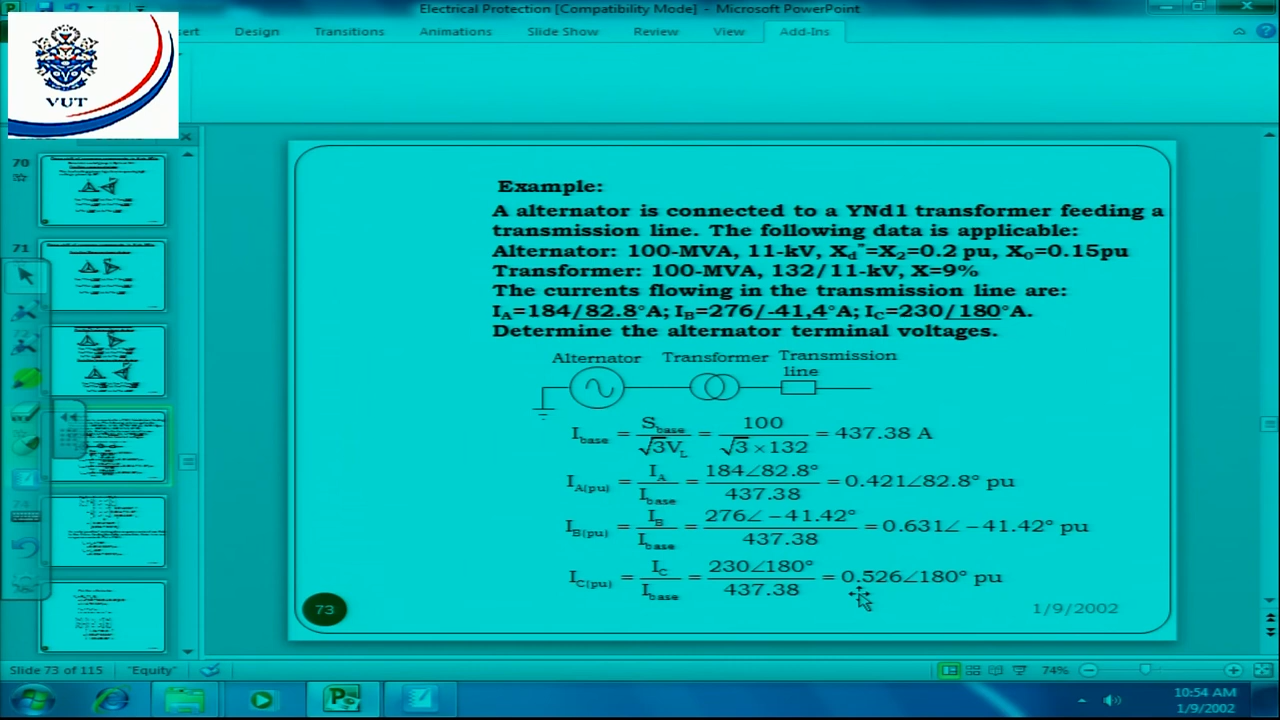 Electrical Protection [Compatibility Mode] - Microsoft PowerPoint
sert Design Transitions Animations Slide Show Review View Add-Ins
VUT
70
71
Example:
A alternator is connected to a YNd1 transformer feeding a
transmission line. The following data is applicable:
Alternator: 100-MVA, 11-kV, Xd"=X2=0.2 pu, X0=0.15pu
Transformer: 100-MVA, 132/11-kV, X=9%
The currents flowing in the transmission line are:
IA=184/82.8°A; IB=276/-41,4°A; IC=230/180°A.
Determine the alternator terminal voltages.
Alternator Transformer Transmission
line
Ibase = Sbase/√3VL = 100/√3×132 = 437.38 A
IA(pu) = IA/Ibase = 184∠82.8°/437.38 = 0.421∠82.8° pu
IB(pu) = IB/Ibase = 276∠-41.42°/437.38 = 0.631∠-41.42° pu
IC(pu) = IC/Ibase = 230∠180°/437.38 = 0.526∠180° pu
73
1/9/2002
Slide 73 of 115 "Equity" 74%
10:54 AM
1/9/2002